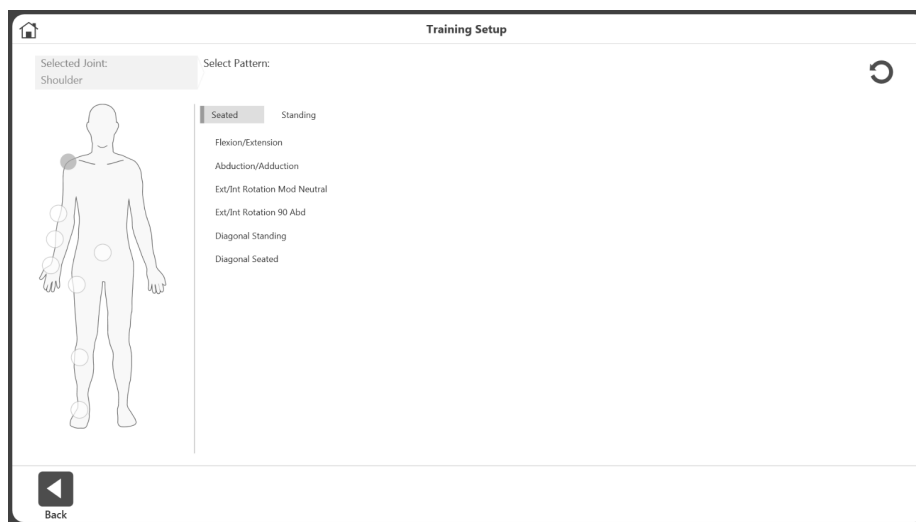 Training Setup
Selected Joint:
Shoulder
Select Pattern:
Seated
Standing
Flexion/Extension
Abduction/Adduction
Ext/Int Rotation Mod Neutral
Ext/Int Rotation 90 Abd
Diagonal Standing
Diagonal Seated
Back